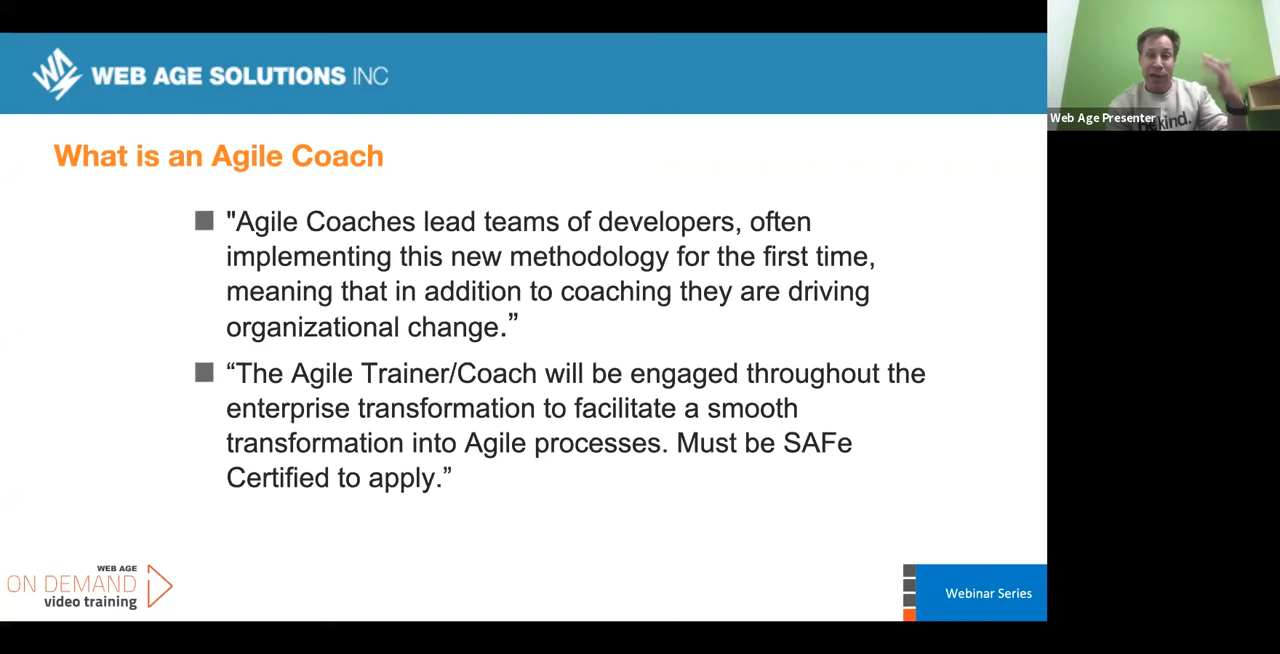 WEB AGE SOLUTIONS INC
Web Age Presenter
be kind.
What is an Agile Coach
"Agile Coaches lead teams of developers, often
implementing this new methodology for the first time,
meaning that in addition to coaching they are driving
organizational change.”
“The Agile Trainer/Coach will be engaged throughout the
enterprise transformation to facilitate a smooth
transformation into Agile processes. Must be SAFe
Certified to apply.”
WEB AGE
ON DEMAND
video training
Webinar Series